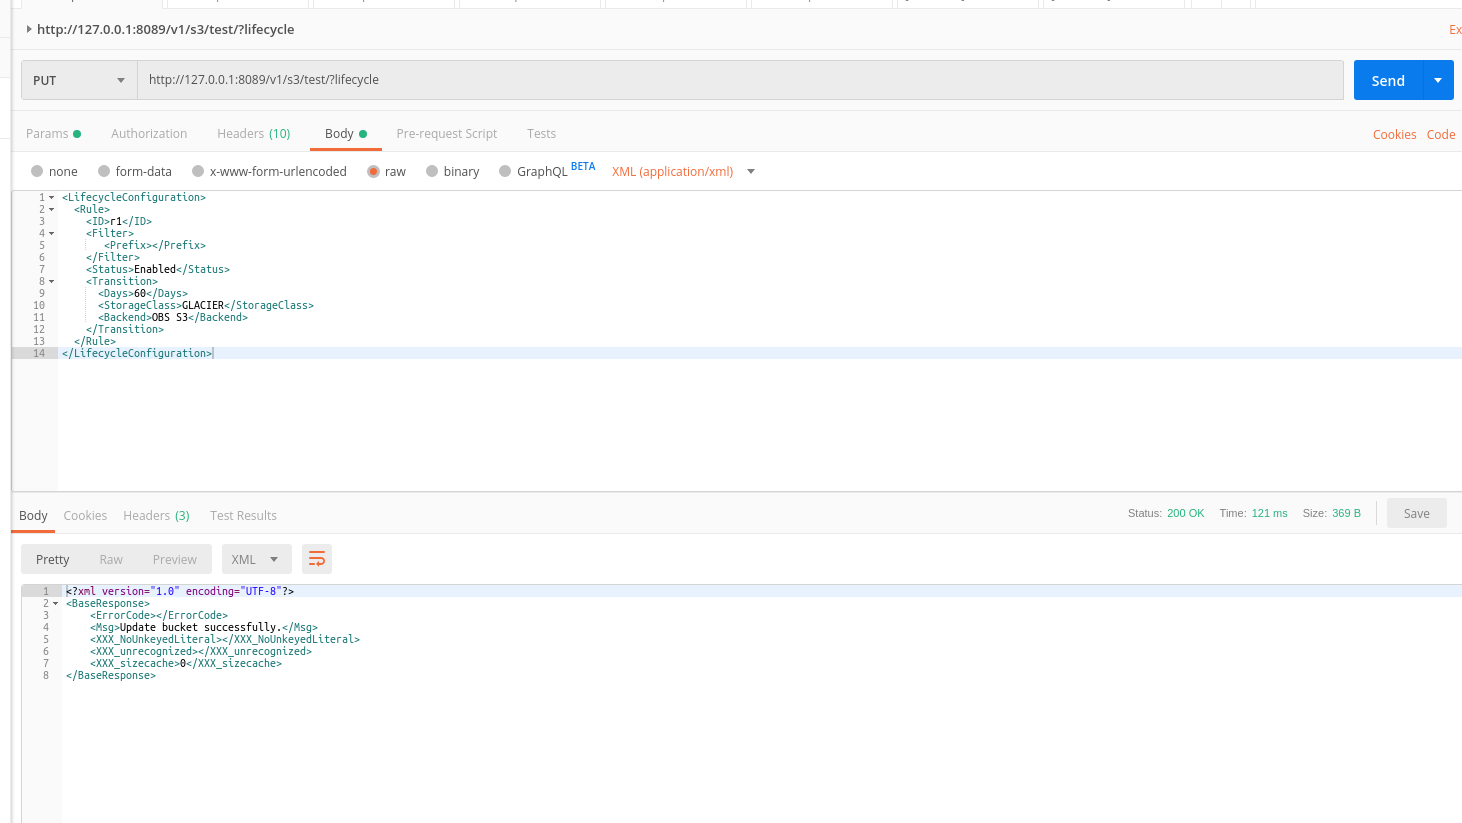 http://127.0.0.1:8089/v1/s3/test/?lifecycle
Ex
PUT http://127.0.0.1:8089/v1/s3/test/?lifecycle Send
Params Authorization Headers (10) Body Pre-request Script Tests Cookies Code
none form-data x-www-form-urlencoded raw binary GraphQL BETA XML (application/xml)
1 <LifecycleConfiguration>
2 <Rule>
3 <ID>r1</ID>
4 <Filter>
5 <Prefix></Prefix>
6 </Filter>
7 <Status>Enabled</Status>
8 <Transition>
9 <Days>60</Days>
10 <StorageClass>GLACIER</StorageClass>
11 <Backend>OBS S3</Backend>
12 </Transition>
13 </Rule>
14 </LifecycleConfiguration>
Body Cookies Headers (3) Test Results Status: 200 OK Time: 121 ms Size: 369 B Save
Pretty Raw Preview XML
1 <?xml version="1.0" encoding="UTF-8"?>
2 <BaseResponse>
3 <ErrorCode></ErrorCode>
4 <Msg>Update bucket successfully.</Msg>
5 <XXX_NoUnkeyedLiteral></XXX_NoUnkeyedLiteral>
6 <XXX_unrecognized></XXX_unrecognized>
7 <XXX_sizecache>0</XXX_sizecache>
8 </BaseResponse>